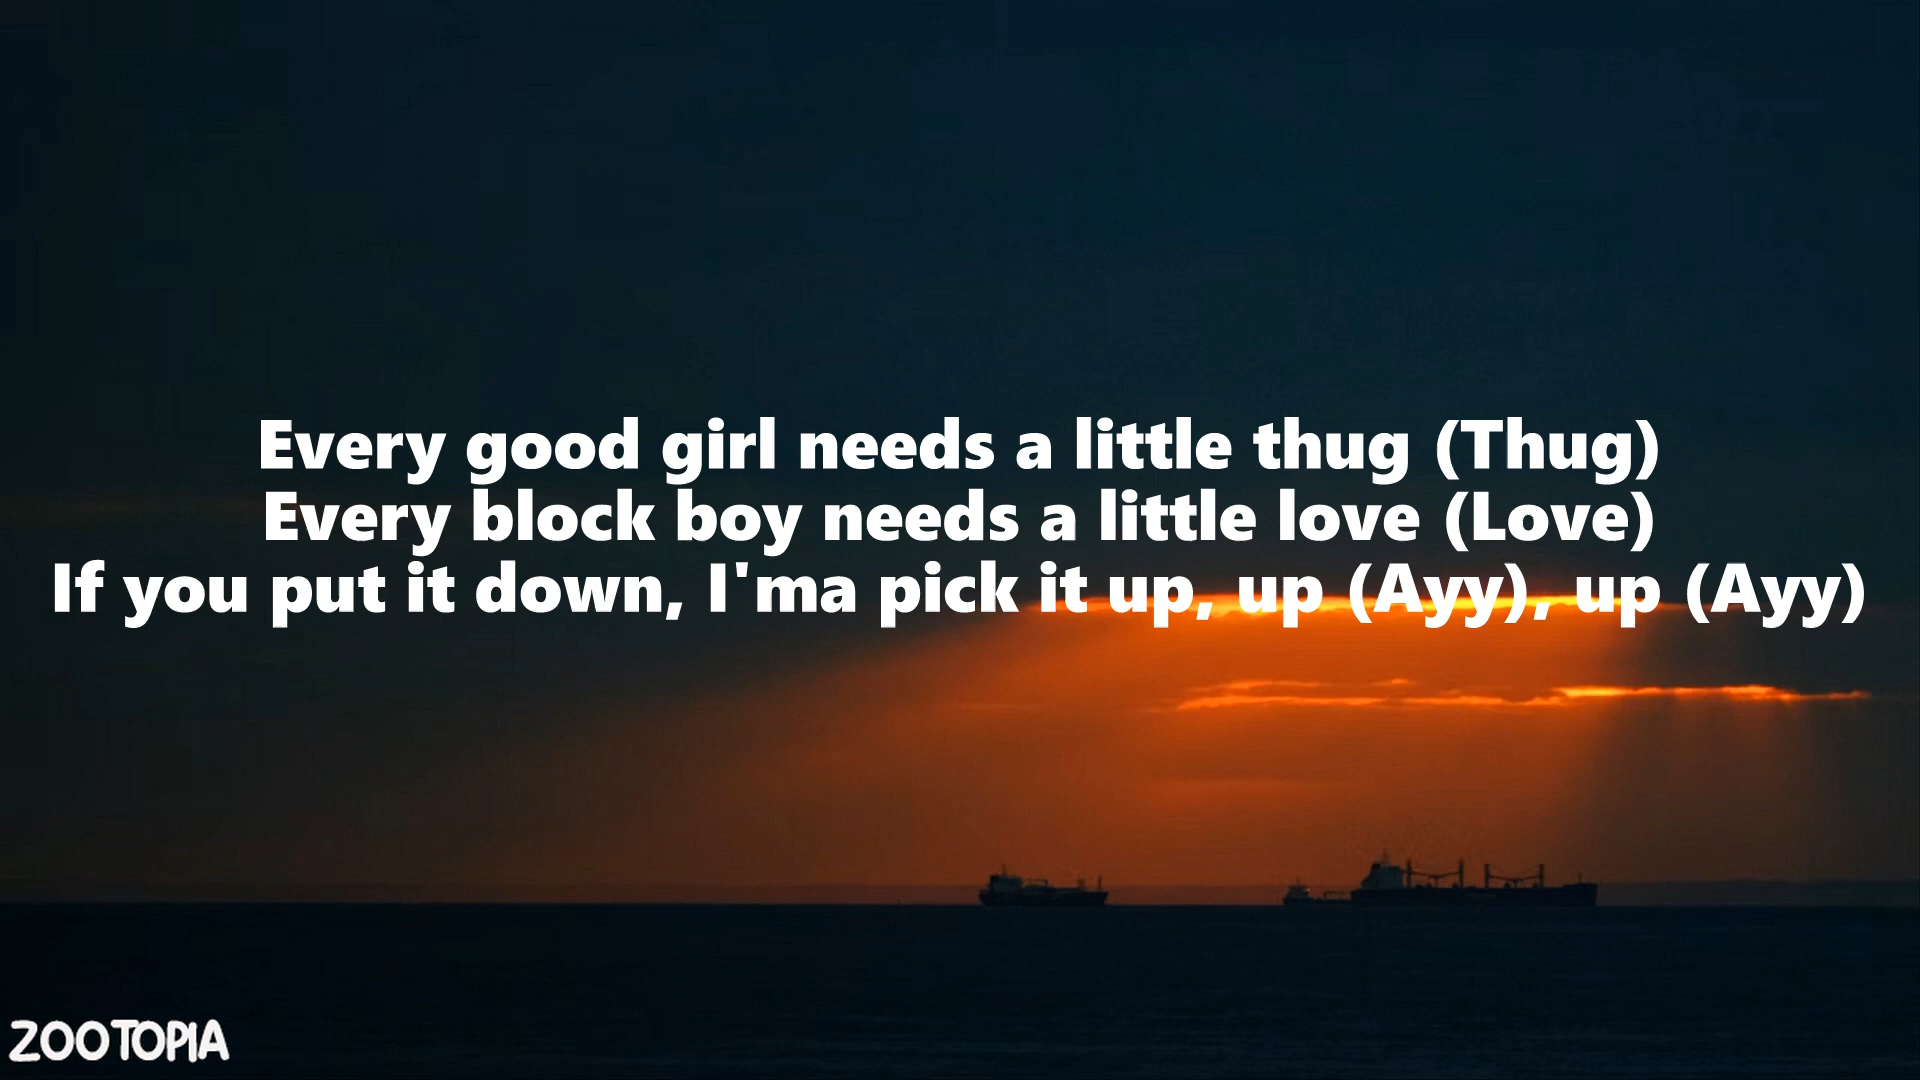 Every good girl needs a little thug (Thug)
Every block boy needs a little love (Love)
If you put it down, I'ma pick it up, up (Ayy), up (Ayy)
ZOOTOPIA